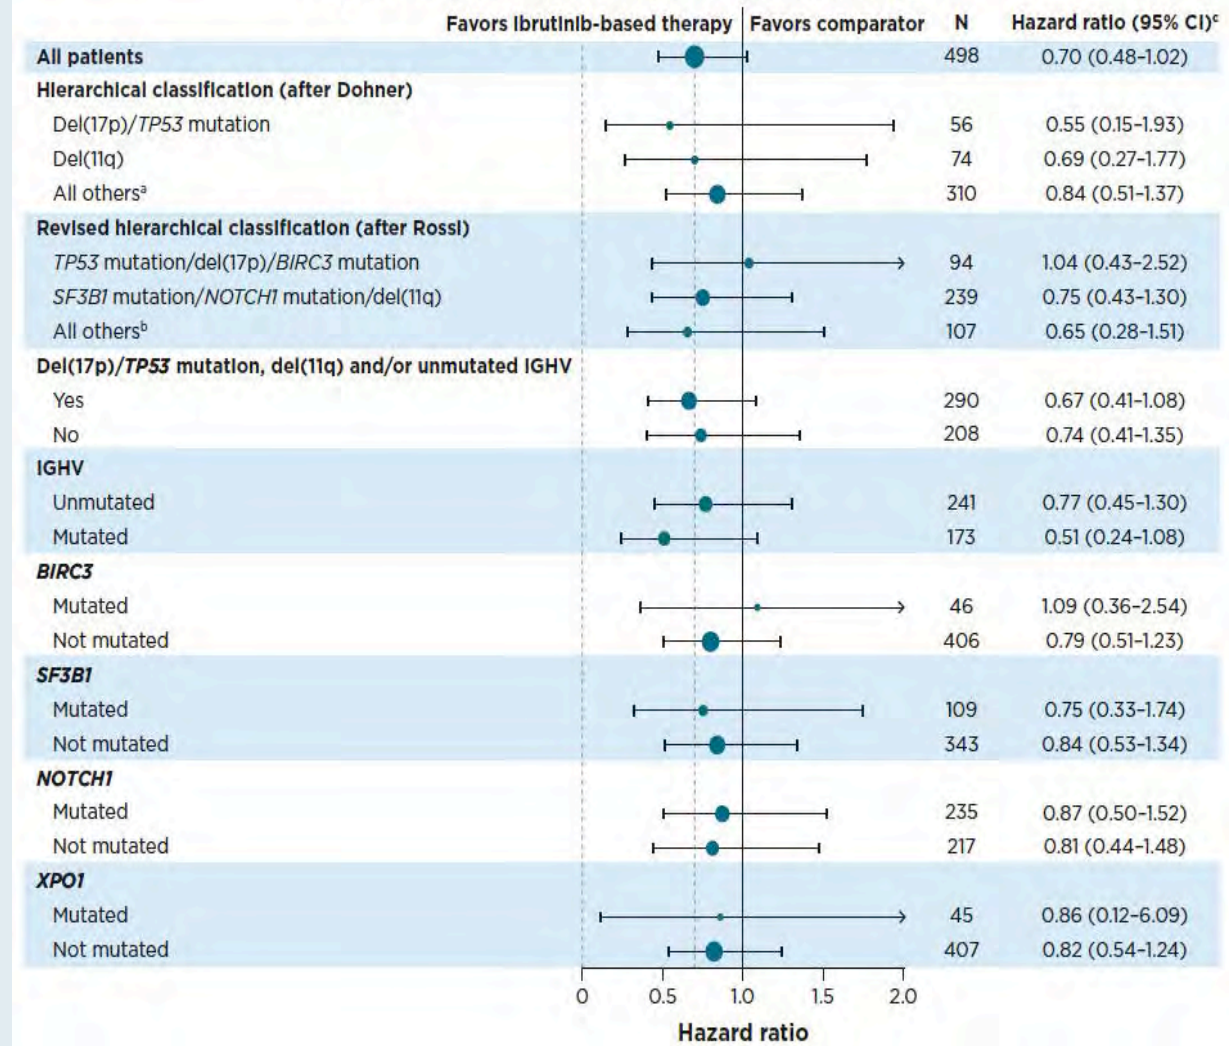 Favors ibrutinib-based therapy Favors comparator N Hazard ratio (95% CI)ᶜ
All patients 498 0.70 (0.48–1.02)
Hierarchical classification (after Dohner)
Del(17p)/TP53 mutation 56 0.55 (0.15–1.93)
Del(11q) 74 0.69 (0.27–1.77)
All othersᵃ 310 0.84 (0.51–1.37)
Revised hierarchical classification (after Rossi)
TP53 mutation/del(17p)/BIRC3 mutation 94 1.04 (0.43–2.52)
SF3B1 mutation/NOTCH1 mutation/del(11q) 239 0.75 (0.43–1.30)
All othersᵇ 107 0.65 (0.28–1.51)
Del(17p)/TP53 mutation, del(11q) and/or unmutated IGHV
Yes 290 0.67 (0.41–1.08)
No 208 0.74 (0.41–1.35)
IGHV
Unmutated 241 0.77 (0.45–1.30)
Mutated 173 0.51 (0.24–1.08)
BIRC3
Mutated 46 1.09 (0.36–2.54)
Not mutated 406 0.79 (0.51–1.23)
SF3B1
Mutated 109 0.75 (0.33–1.74)
Not mutated 343 0.84 (0.53–1.34)
NOTCH1
Mutated 235 0.87 (0.50–1.52)
Not mutated 217 0.81 (0.44–1.48)
XPO1
Mutated 45 0.86 (0.12–6.09)
Not mutated 407 0.82 (0.54–1.24)
0 0.5 1.0 1.5 2.0
Hazard ratio